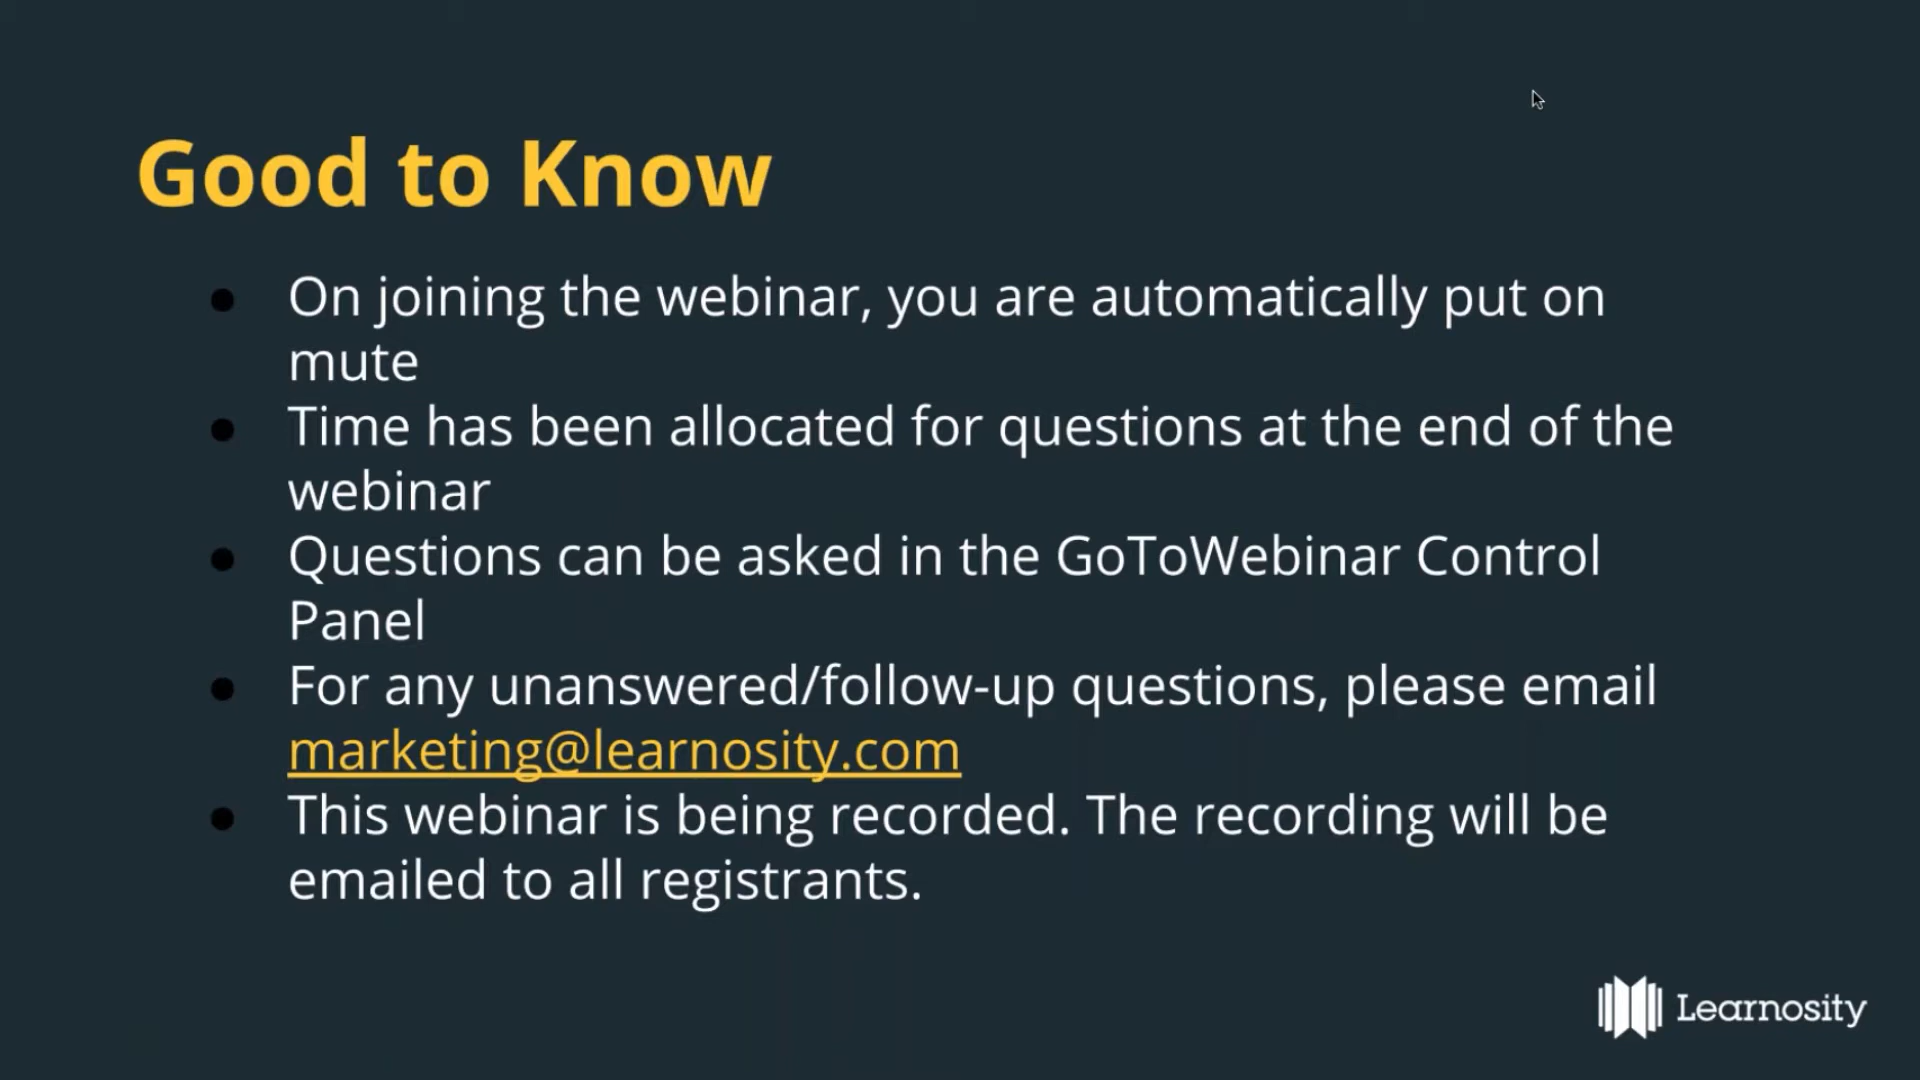 Good to Know
● On joining the webinar, you are automatically put on
mute
● Time has been allocated for questions at the end of the
webinar
● Questions can be asked in the GoToWebinar Control
Panel
● For any unanswered/follow-up questions, please email
marketing@learnosity.com
● This webinar is being recorded. The recording will be
emailed to all registrants.
Learnosity